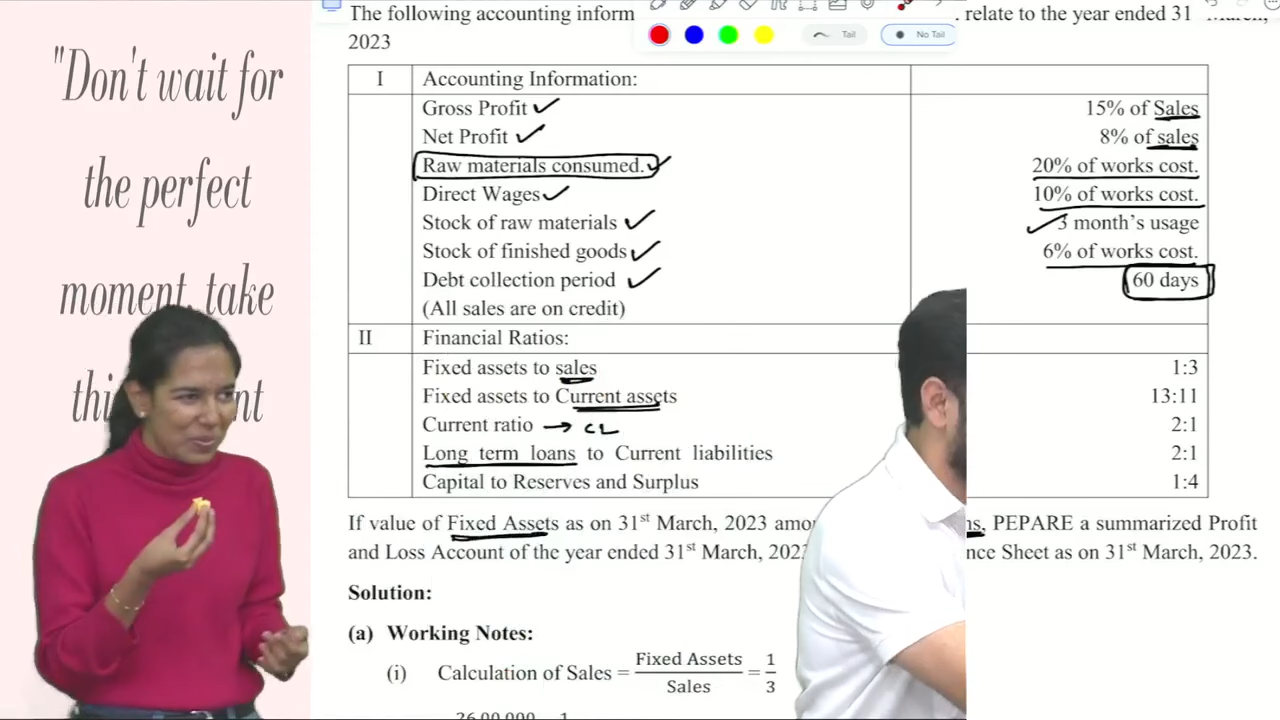 "Don't wait for
the perfect
moment, take
The following accounting inform relate to the year ended 31 March,
2023
Tail
No Tail
I Accounting Information:
Gross Profit 15% of Sales
Net Profit 8% of sales
Raw materials consumed. 20% of works cost.
Direct Wages 10% of works cost.
Stock of raw materials 3 month's usage
Stock of finished goods 6% of works cost.
Debt collection period 60 days
(All sales are on credit)
II Financial Ratios:
Fixed assets to sales 1:3
Fixed assets to Current assets 13:11
Current ratio → CL 2:1
Long term loans to Current liabilities 2:1
Capital to Reserves and Surplus 1:4
If value of Fixed Assets as on 31st March, 2023 PEPARE a summarized Profit
and Loss Account of the year ended 31st March, Sheet as on 31st March, 2023.
Solution:
(a) Working Notes:
(i) Calculation of Sales = Fixed Assets / Sales = 1 / 3
26,00,000 1